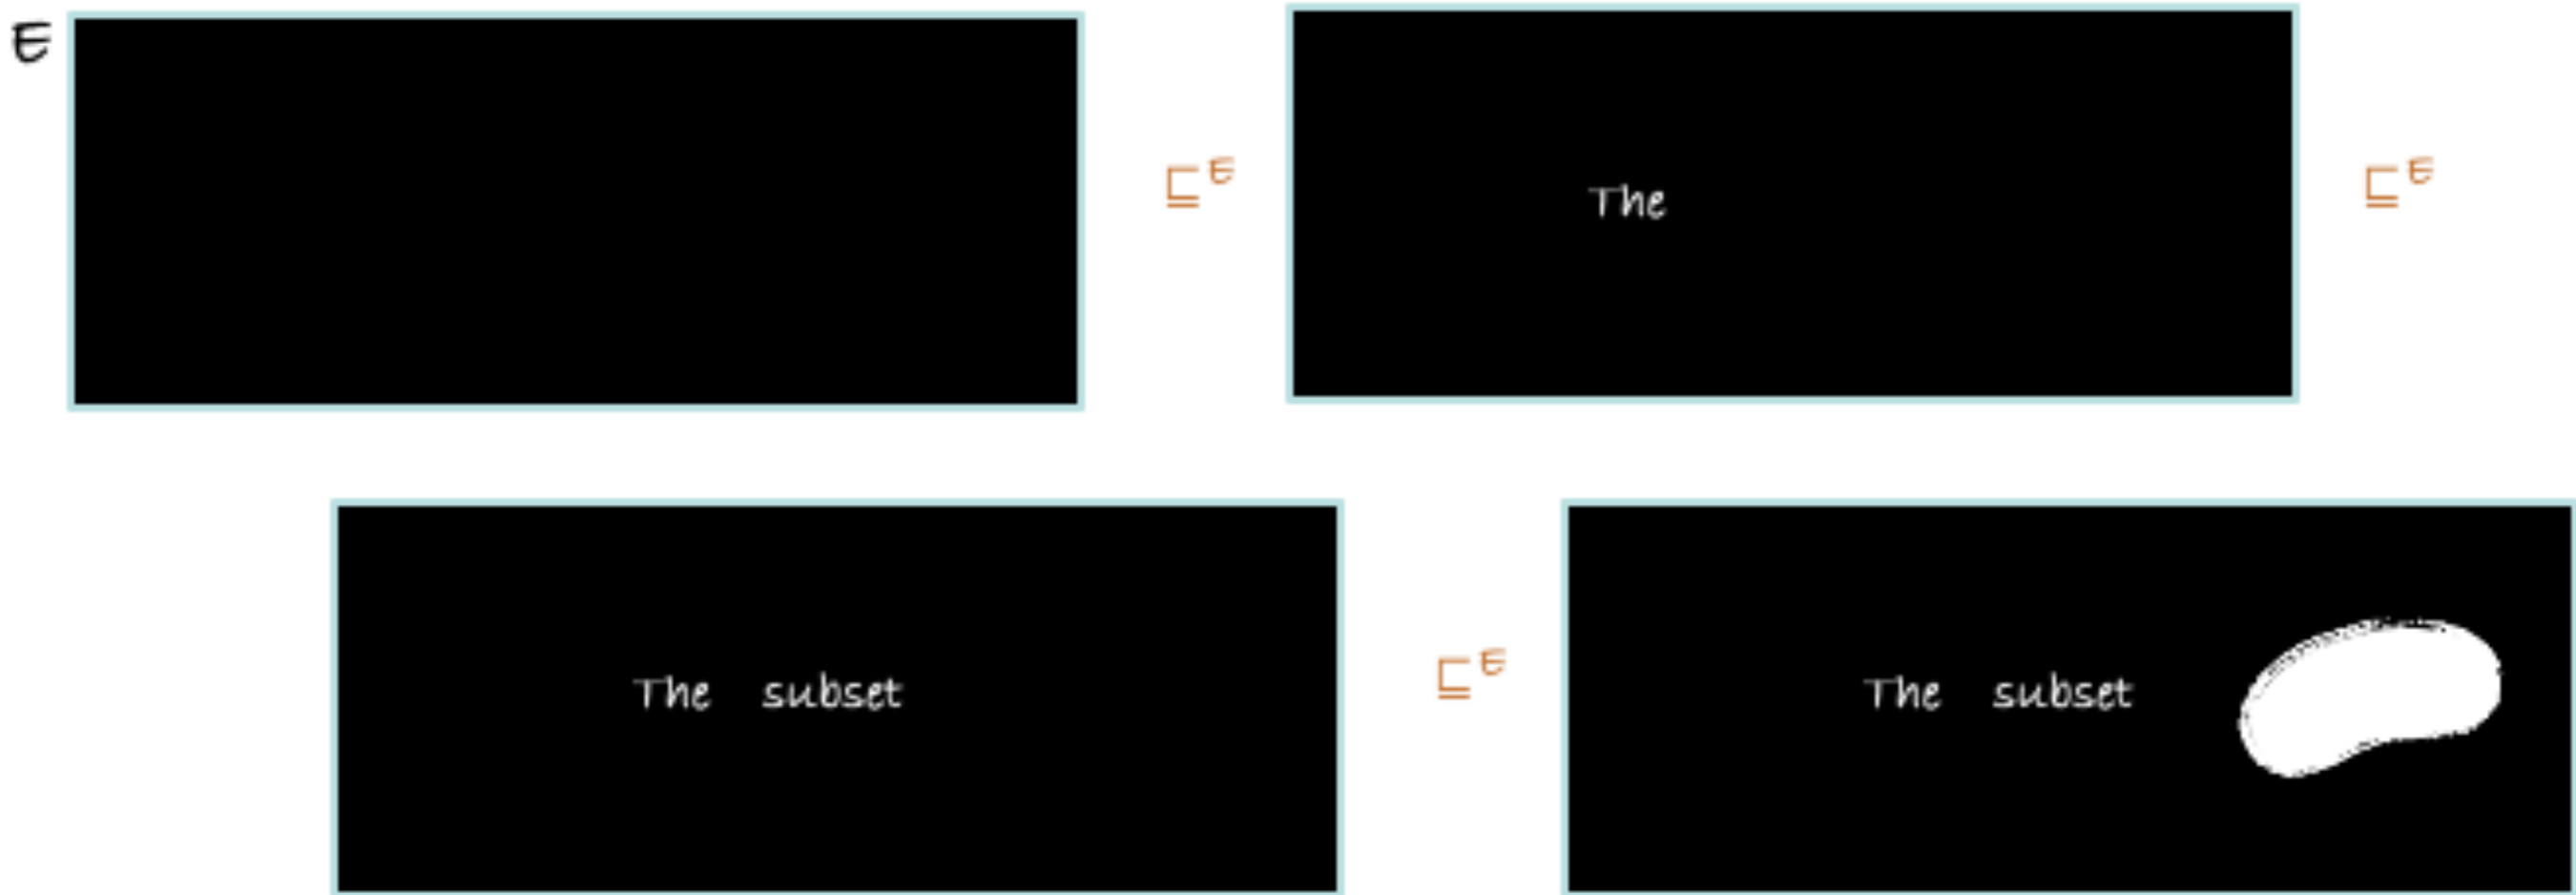 E
⊑ᴱ The ⊑ᴱ
The subset ⊑ᴱ The subset